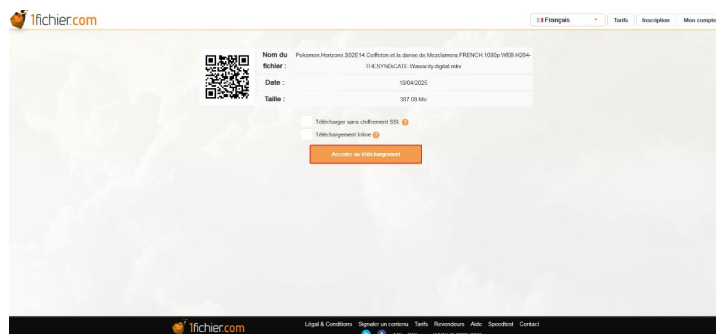 1fichier.com
Français
Tarifs
Inscription
Mon compte
Nom du fichier :
Pokemon.Horizons.S02E14.Coiffeton.et.la.danse.de.Mezclamora.FRENCH.1080p.WEB.H264-
THESYNDiCATE.Wawacity.digital.mkv
Date :
18/04/2025
Taille :
387.08 Mo
Télécharger sans chiffrement SSL
Téléchargement Inline
Accéder au téléchargement
1fichier.com
Légal & Conditions Signaler un contenu Tarifs Revendeurs Aide Speedtest Contact